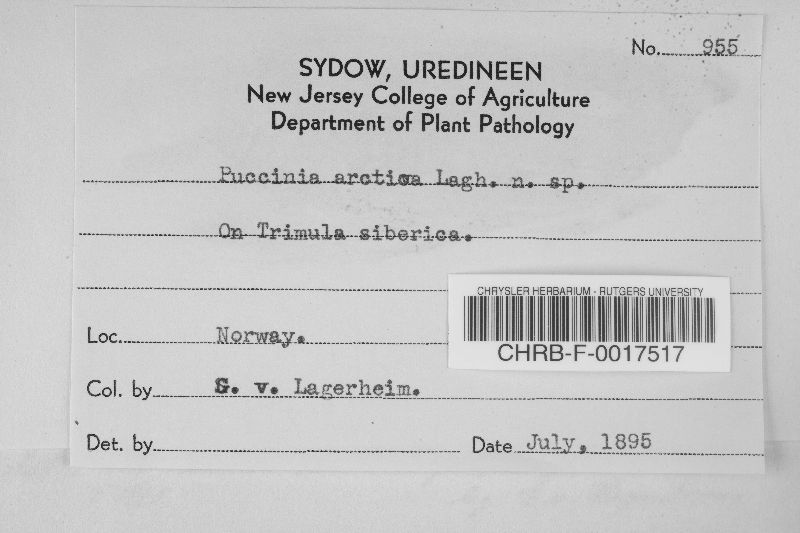 No. 955
SYDOW, UREDINEEN
New Jersey College of Agriculture
Department of Plant Pathology
Puccinia arctica Lagh. n. sp.
On Trimula siberica.
CHRYSLER HERBARIUM - RUTGERS UNIVERSITY
CHRB-F-0017517
Loc. Norway.
Col. by G. v. Lagerheim.
Det. by
Date July, 1895